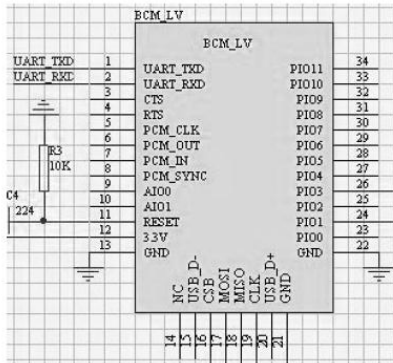 BCM_LV
BCM_LV
UART_TXD 1 UART_TXD PIO11 34
UART_RXD 2 UART_RXD PIO10 33
3 CTS PIO9 32
4 RTS PIO8 31
5 PCM_CLK PIO7 30
6 PCM_OUT PIO6 29
7 PCM_IN PIO5 28
8 PCM_SYNC PIO4 27
9 AIO0 PIO3 26
10 AIO1 PIO2 25
11 RESET PIO1 24
12 3.3V PIO0 23
13 GND GND 22
R3
10K
C4
224
NC USB_D- CSB MOSI MISO CLK USB_D+ GND
14 15 16 17 18 19 20 21